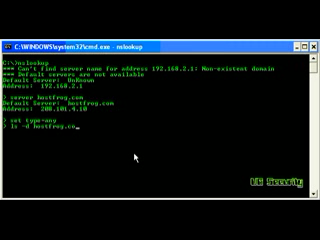 C:\WINDOWS\system32\cmd.exe - nslookup
C:\>nslookup
*** Can't find server name for address 192.168.2.1: Non-existent domain
*** Default servers are not available
Default Server:  UnKnown
Address:  192.168.2.1
> server hostfrog.com
Default Server:  hostfrog.com
Address:  208.101.4.10
> set type=any
> ls -d hostfrog.co
Security